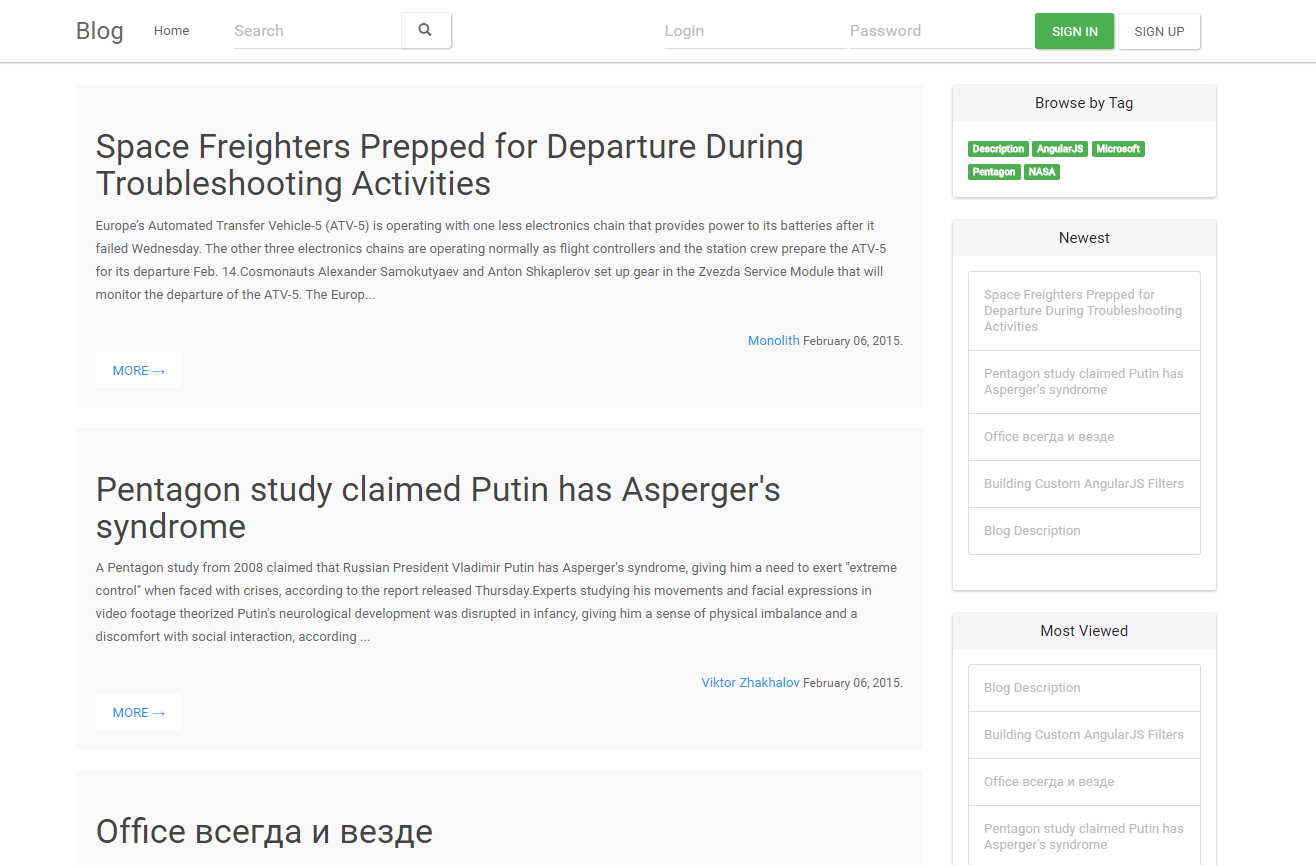 Blog Home Search Login Password SIGN IN SIGN UP
Space Freighters Prepped for Departure During
Troubleshooting Activities
Europe's Automated Transfer Vehicle-5 (ATV-5) is operating with one less electronics chain that provides power to its batteries after it
failed Wednesday. The other three electronics chains are operating normally as flight controllers and the station crew prepare the ATV-5
for its departure Feb. 14.Cosmonauts Alexander Samokutyaev and Anton Shkaplerov set up gear in the Zvezda Service Module that will
monitor the departure of the ATV-5. The Europ...
Monolith February 06, 2015.
MORE →
Pentagon study claimed Putin has Asperger's
syndrome
A Pentagon study from 2008 claimed that Russian President Vladimir Putin has Asperger's syndrome, giving him a need to exert "extreme
control" when faced with crises, according to the report released Thursday.Experts studying his movements and facial expressions in
video footage theorized Putin's neurological development was disrupted in infancy, giving him a sense of physical imbalance and a
discomfort with social interaction, according ...
Viktor Zhakhalov February 06, 2015.
MORE →
Office всегда и везде
Browse by Tag
Description AngularJS Microsoft
Pentagon NASA
Newest
Space Freighters Prepped for
Departure During Troubleshooting
Activities
Pentagon study claimed Putin has
Asperger's syndrome
Office всегда и везде
Building Custom AngularJS Filters
Blog Description
Most Viewed
Blog Description
Building Custom AngularJS Filters
Office всегда и везде
Pentagon study claimed Putin has
Asperger's syndrome